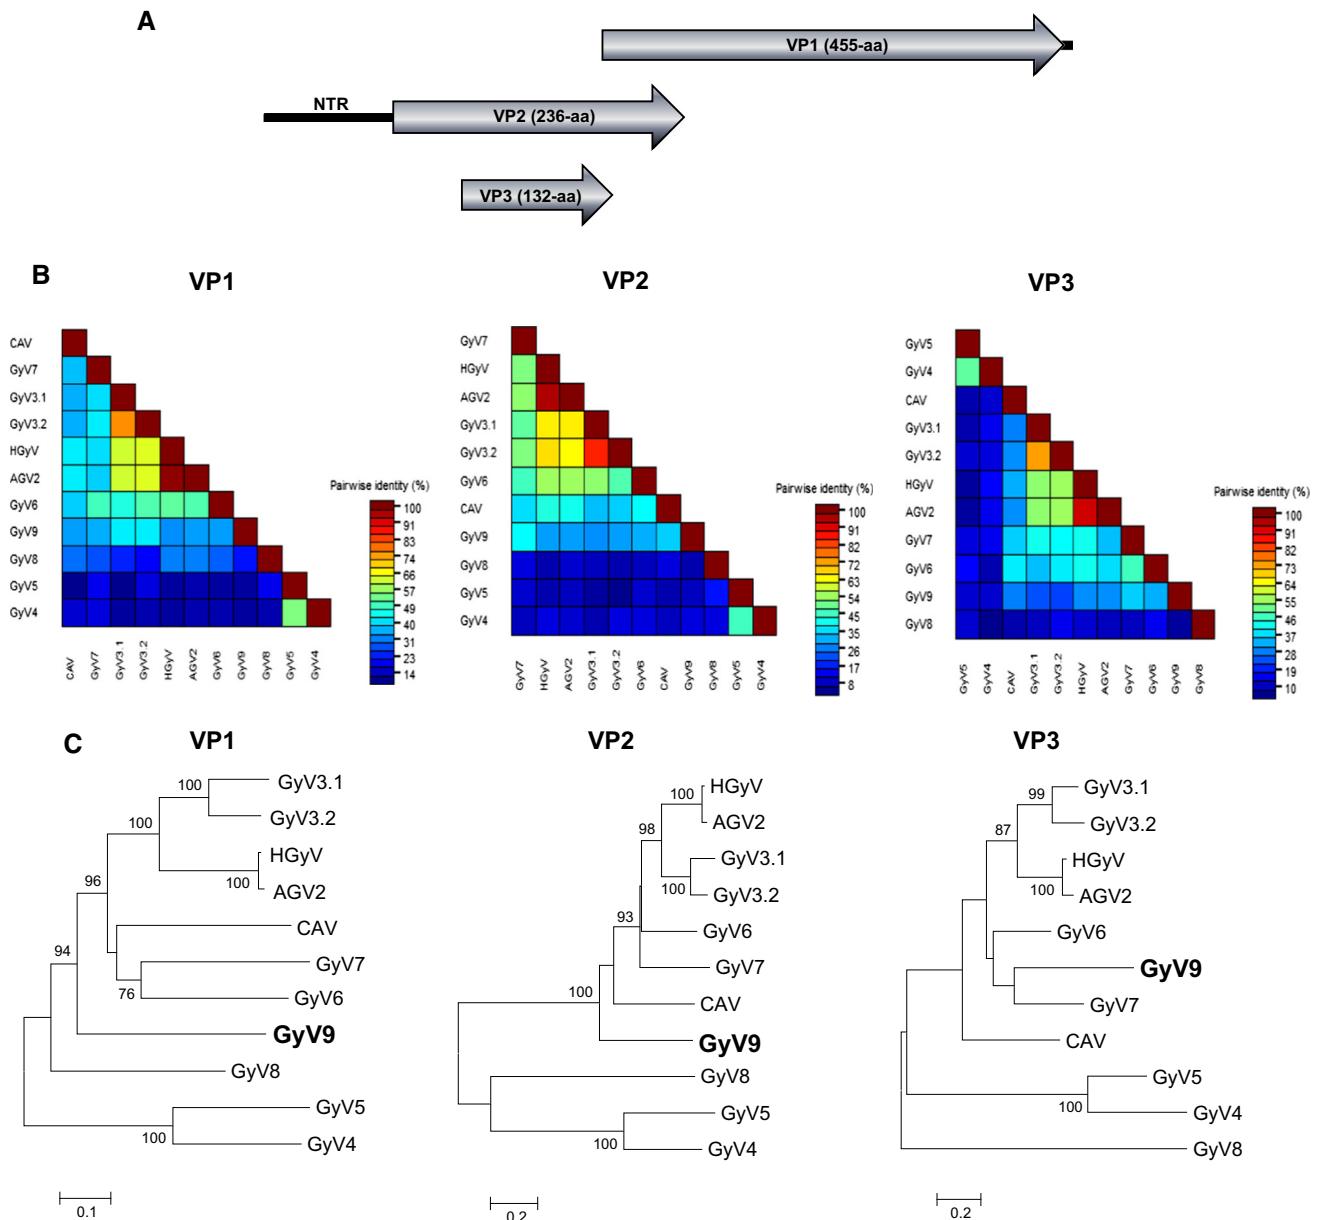 A
VP1 (455-aa)
NTR
VP2 (236-aa)
VP3 (132-aa)
B
VP1
CAV
GyV7
GyV3.1
GyV3.2
HGyV
AGV2
GyV6
GyV9
GyV8
GyV5
GyV4
CAV
GyV7
GyV3.1
GyV3.2
HGyV
AGV2
GyV6
GyV9
GyV8
GyV5
GyV4
Pairwise identity (%)
100
91
83
74
66
57
49
40
31
23
14
VP2
GyV7
HGyV
AGV2
GyV3.1
GyV3.2
GyV6
CAV
GyV9
GyV8
GyV5
GyV4
GyV7
HGyV
AGV2
GyV3.1
GyV3.2
GyV6
CAV
GyV9
GyV8
GyV5
GyV4
Pairwise identity (%)
100
91
82
72
63
54
45
35
26
17
8
VP3
GyV5
GyV4
CAV
GyV3.1
GyV3.2
HGyV
AGV2
GyV7
GyV6
GyV9
GyV8
GyV5
GyV4
CAV
GyV3.1
GyV3.2
HGyV
AGV2
GyV7
GyV6
GyV9
GyV8
Pairwise identity (%)
100
91
82
73
64
55
46
37
28
19
10
C
VP1
100
GyV3.1
GyV3.2
100
HGyV
100
AGV2
96
CAV
94
GyV7
76
GyV6
GyV9
GyV8
GyV5
100
GyV4
0.1
VP2
HGyV
100
AGV2
98
GyV3.1
100
GyV3.2
93
GyV6
GyV7
100
CAV
GyV9
GyV8
GyV5
100
GyV4
0.2
VP3
GyV3.1
99
GyV3.2
87
HGyV
100
AGV2
GyV6
GyV9
GyV7
CAV
GyV5
100
GyV4
GyV8
0.2